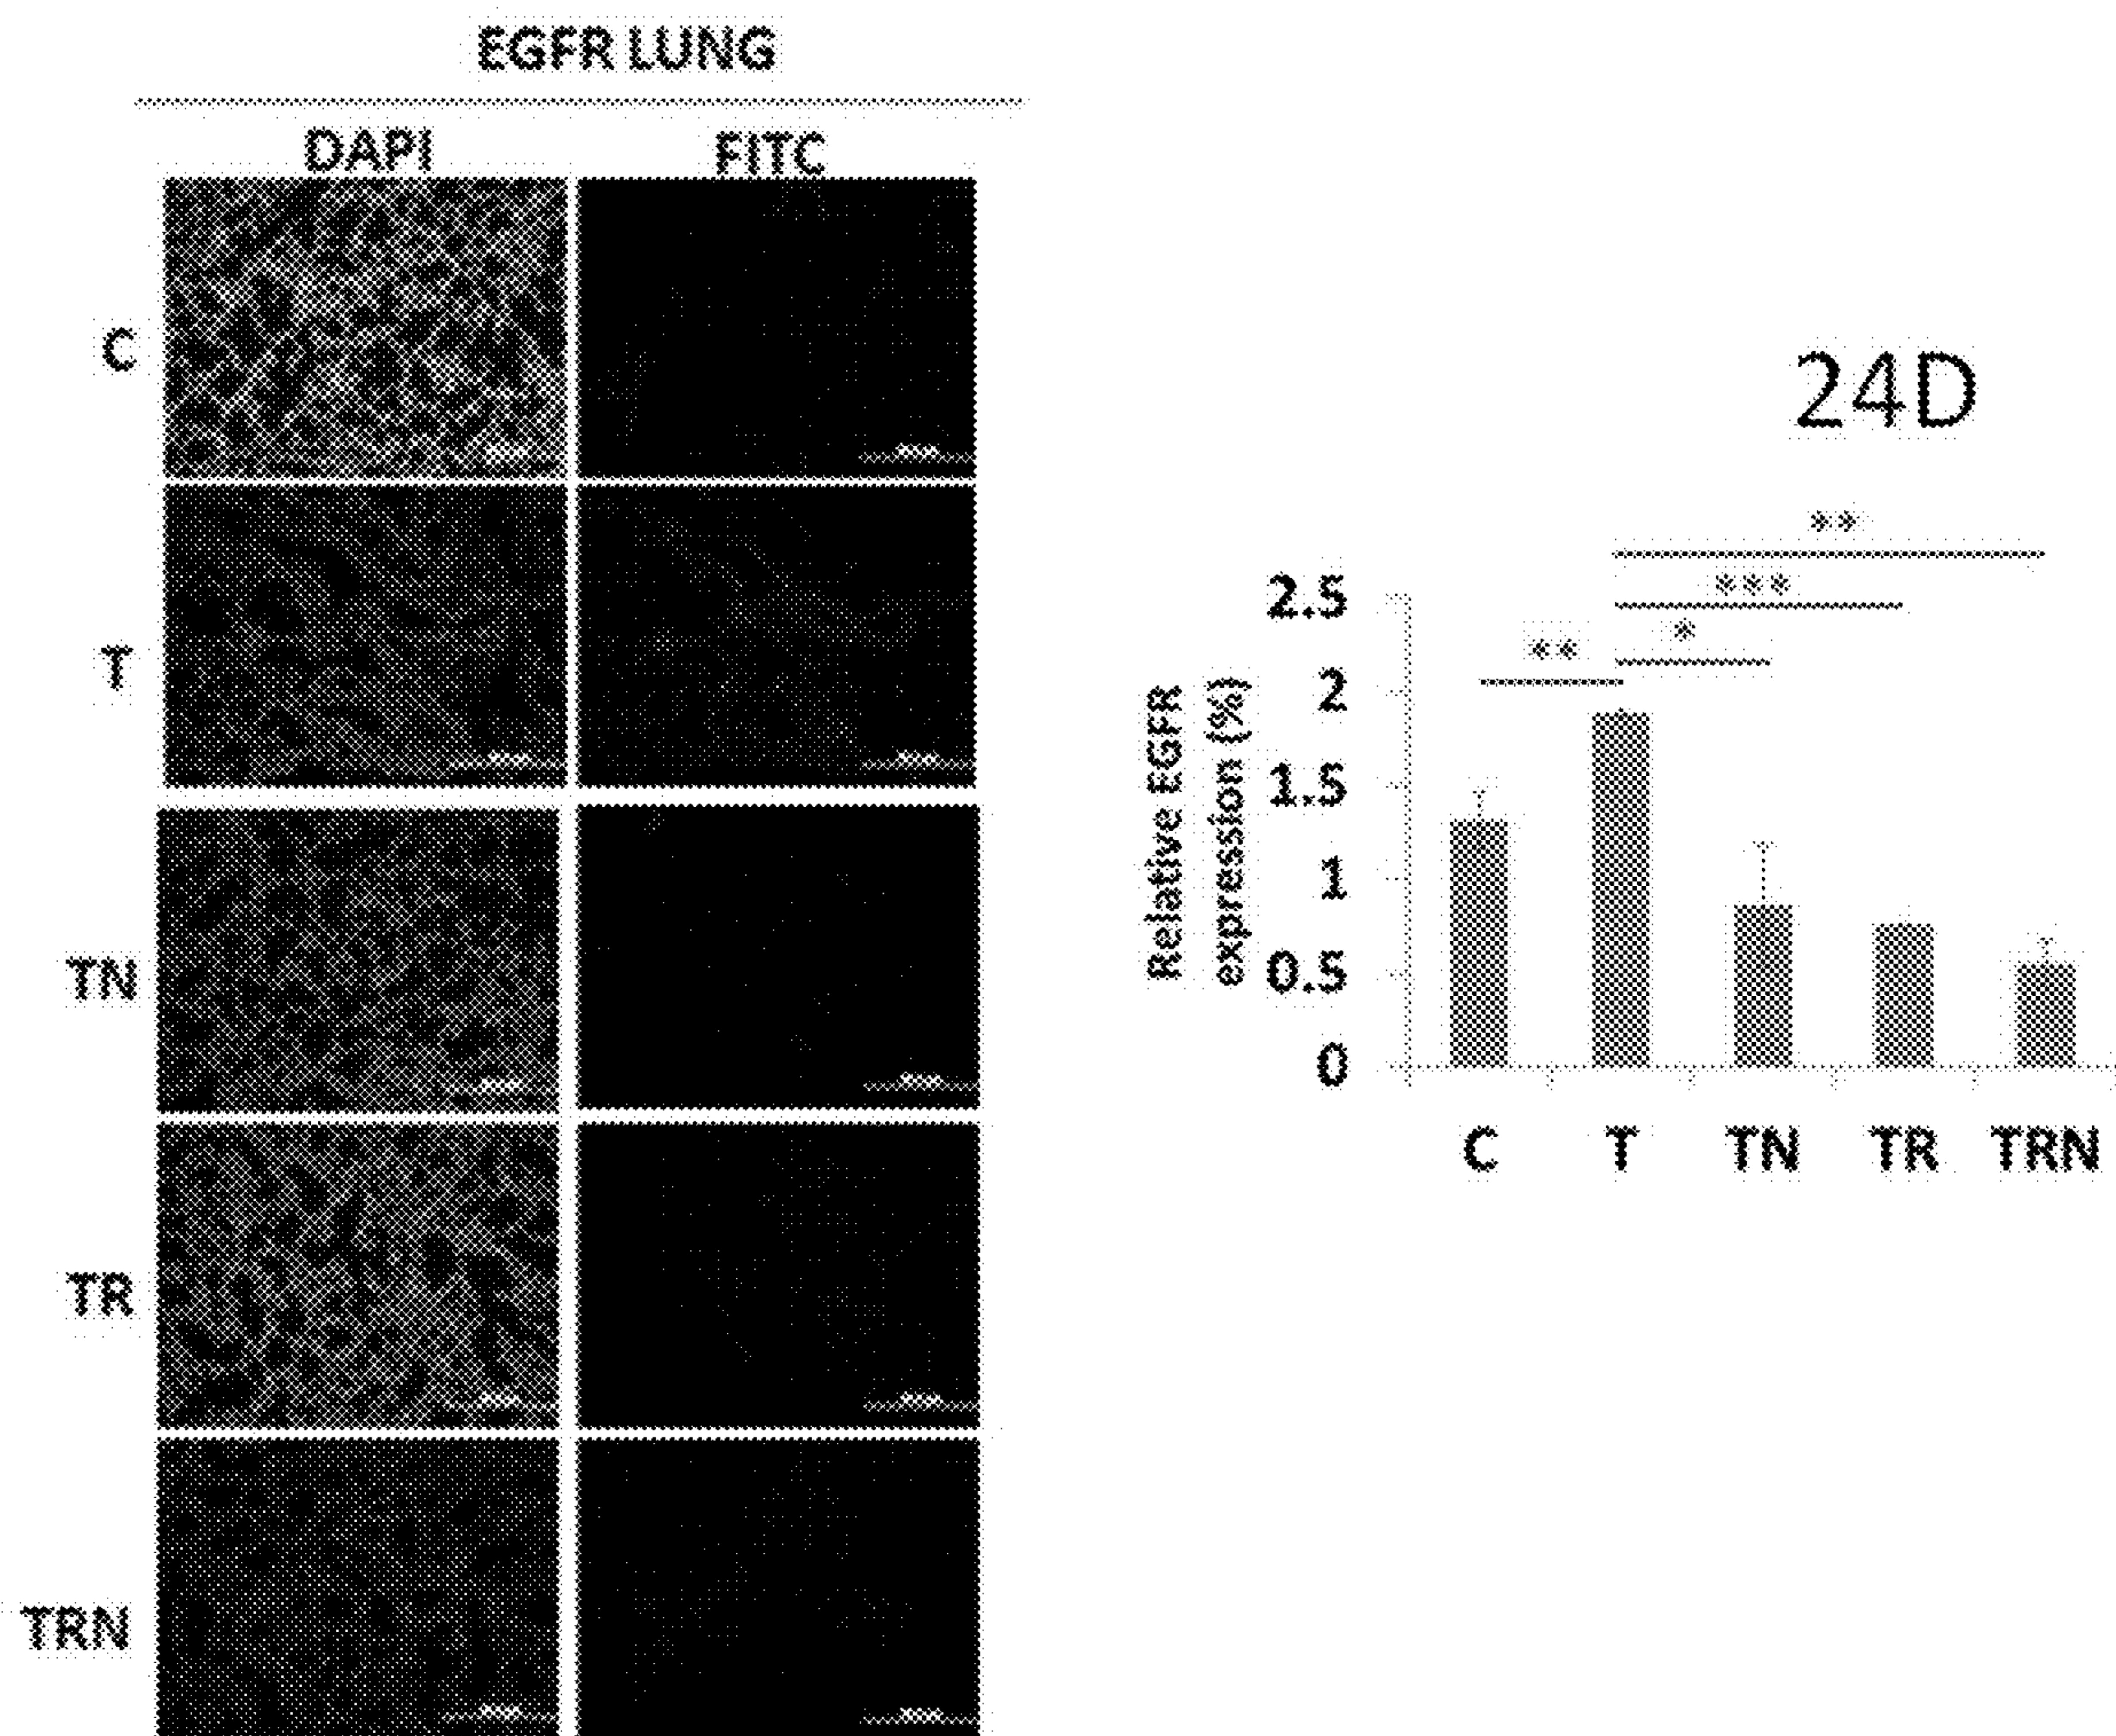 EGFR LUNG
DAPI FITC
C
T
TN
TR
TRN
24D
**
***
*
**
Relative EGFR
expression (%)
2.5
2
1.5
1
0.5
0
C T TN TR TRN